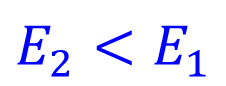 E₂ < E₁